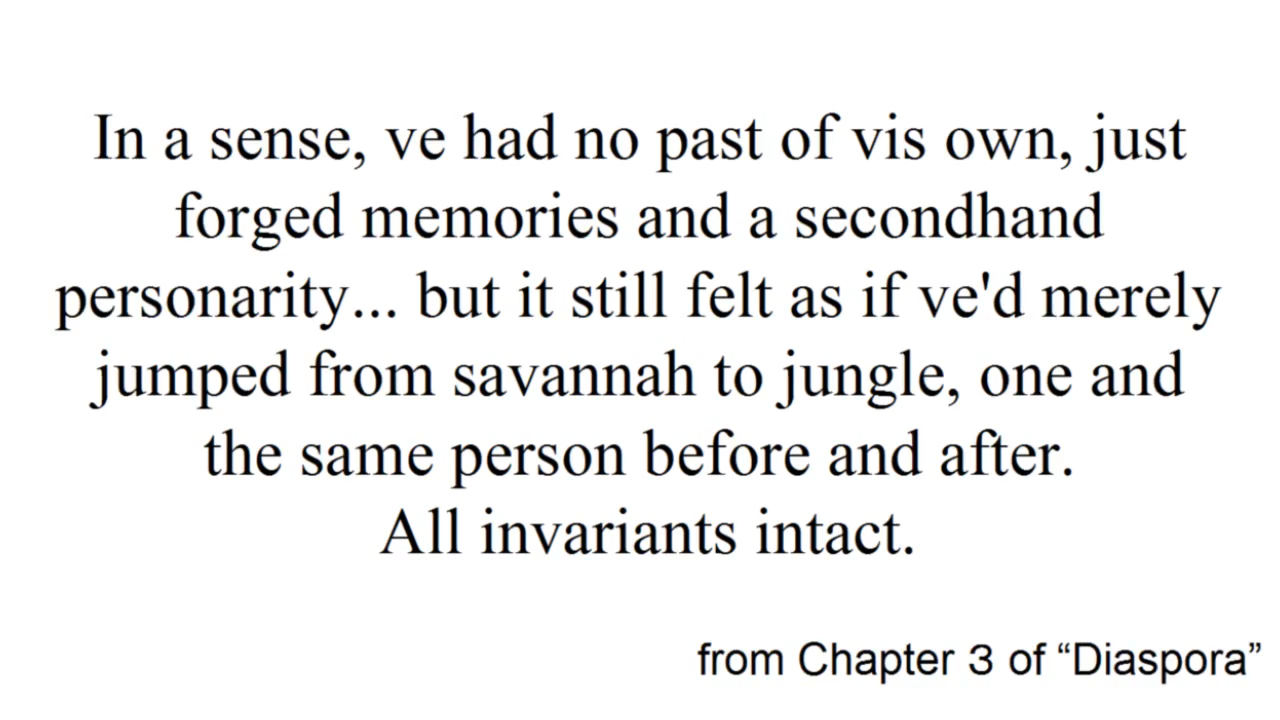 In a sense, ve had no past of vis own, just
forged memories and a secondhand
personarity... but it still felt as if ve'd merely
jumped from savannah to jungle, one and
the same person before and after.
All invariants intact.
from Chapter 3 of “Diaspora”